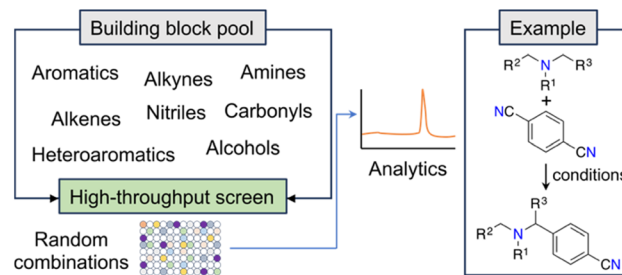 Building block pool
Aromatics
Alkynes
Amines
Alkenes
Nitriles
Carbonyls
Heteroaromatics
Alcohols
High-throughput screen
Random
combinations
Analytics
Example
R² N R³
R¹
+
NC
CN
conditions
R³
R² N
R¹
CN